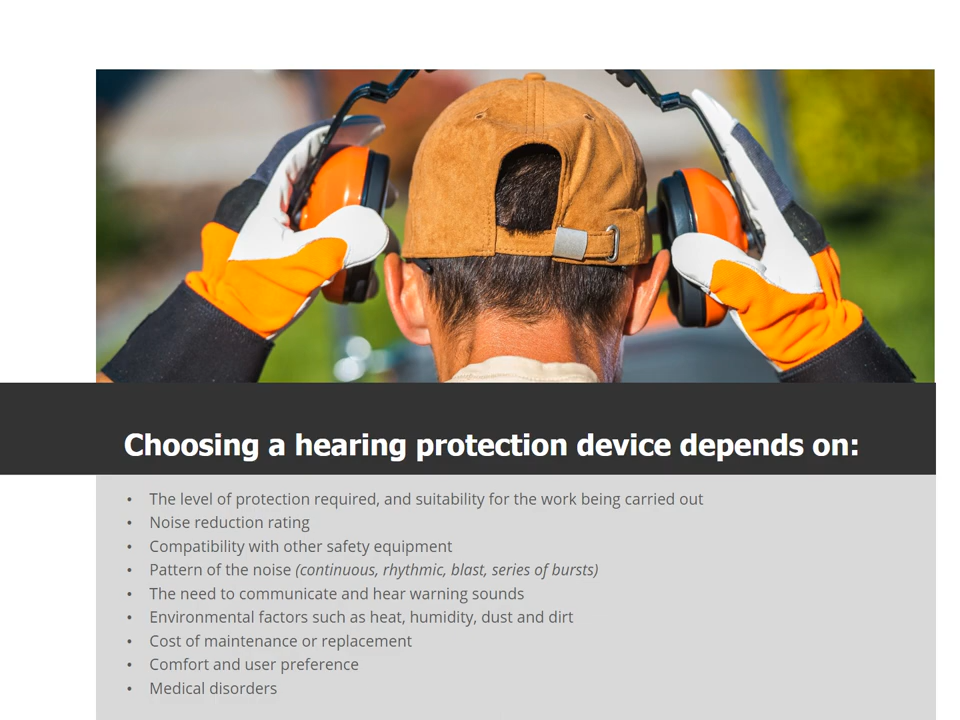 Choosing a hearing protection device depends on:
• The level of protection required, and suitability for the work being carried out
• Noise reduction rating
• Compatibility with other safety equipment
• Pattern of the noise (continuous, rhythmic, blast, series of bursts)
• The need to communicate and hear warning sounds
• Environmental factors such as heat, humidity, dust and dirt
• Cost of maintenance or replacement
• Comfort and user preference
• Medical disorders